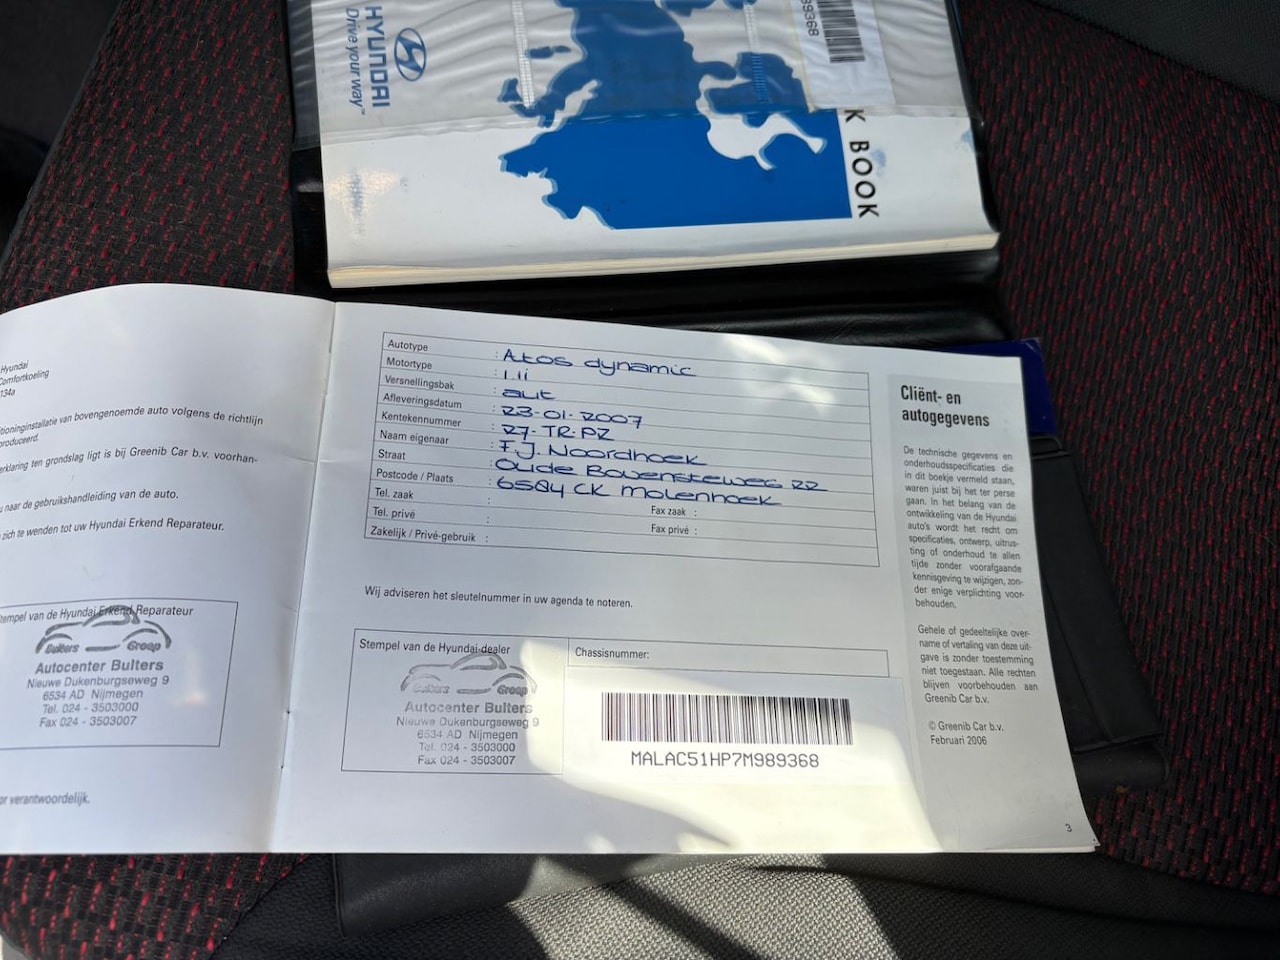 HYUNDAI
Drive your way™
89368
K BOOK
Hyundai
Comfortkoeling
134a
tioninginstallatie van bovengenoemde auto volgens de richtlijn
produceerd.
erklaring ten grondslag ligt is bij Greenib Car b.v. voorhan-
u naar de gebruikshandleiding van de auto.
zich te wenden tot uw Hyundai Erkend Reparateur.
Stempel van de Hyundai Erkend Reparateur
Bulters Groep
Autocenter Bulters
Nieuwe Dukenburgseweg 9
6534 AD Nijmegen
Tel. 024 - 3503000
Fax 024 - 3503007
or verantwoordelijk.
Autotype : Atos dynamic
Motortype : 1.1i
Versnellingsbak : aut
Afleveringsdatum : 23-01-2007
Kentekennummer : 27-TR-PZ
Naam eigenaar : F.J. Noordhoek
Straat : Oude Bovensteweg 22
Postcode / Plaats : 6584 CK Molenhoek
Tel. zaak : Fax zaak :
Tel. privé : Fax privé :
Zakelijk / Privé-gebruik :
Wij adviseren het sleutelnummer in uw agenda te noteren.
Stempel van de Hyundai-dealer
Bulters Groep
Autocenter Bulters
Nieuwe Dukenburgseweg 9
6534 AD Nijmegen
Tel. 024 - 3503000
Fax 024 - 3503007
Chassisnummer:
MALAC51HP7M989368
Cliënt- en
autogegevens
De technische gegevens en
onderhoudsspecificaties die
in dit boekje vermeld staan,
waren juist bij het ter perse
gaan. In het belang van de
ontwikkeling van de Hyundai
auto's wordt het recht om
specificaties, ontwerp, uitrus-
ting of onderhoud te allen
tijde zonder voorafgaande
kennisgeving te wijzigen, zon-
der enige verplichting voor-
behouden.
Gehele of gedeeltelijke over-
name of vertaling van deze uit-
gave is zonder toestemming
niet toegestaan. Alle rechten
blijven voorbehouden aan
Greenib Car b.v.
© Greenib Car b.v.
Februari 2006
3